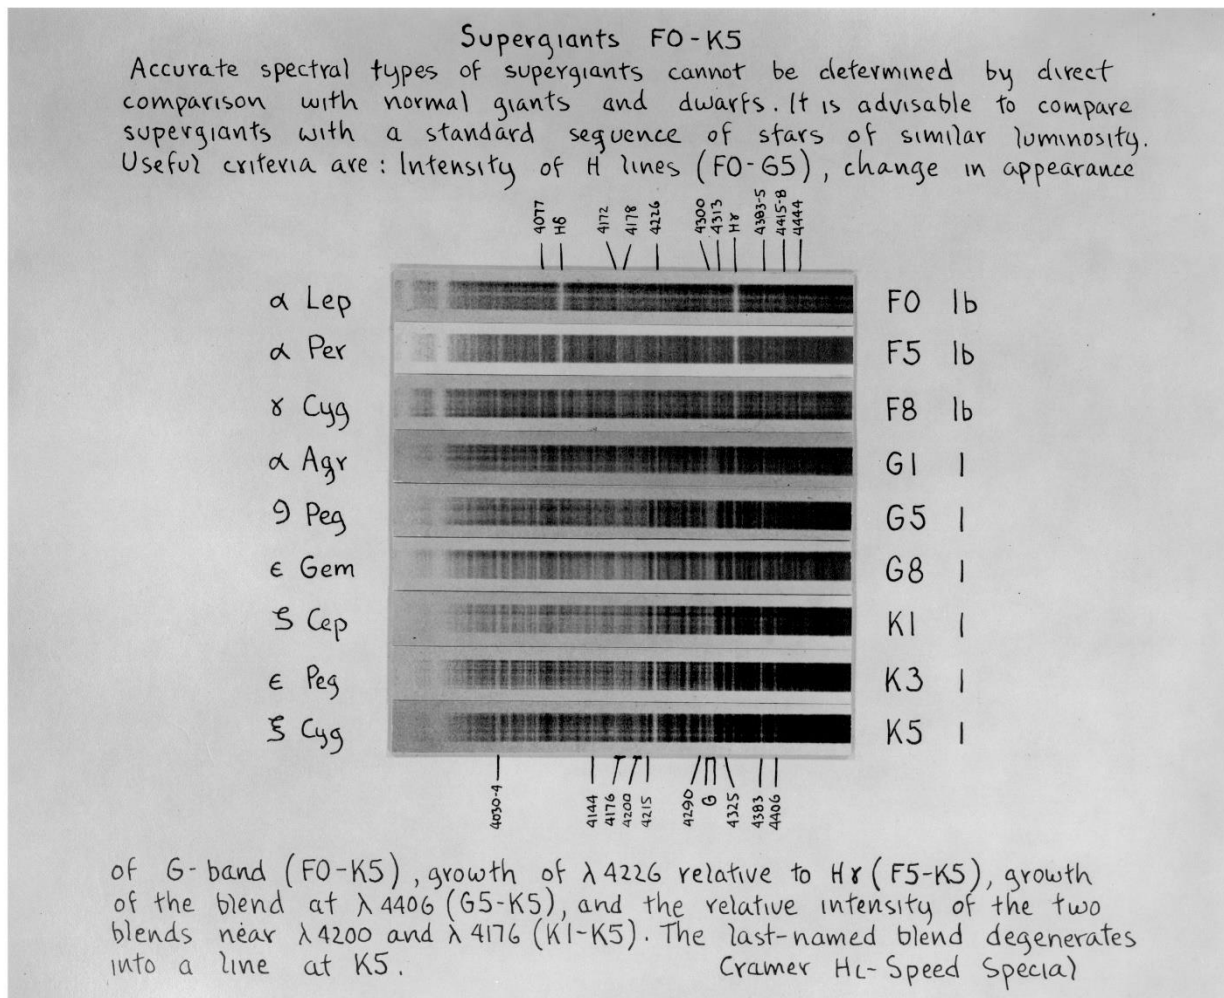 Supergiants F0-K5
Accurate spectral types of supergiants cannot be determined by direct
comparison with normal giants and dwarfs. It is advisable to compare
supergiants with a standard sequence of stars of similar luminosity.
Useful criteria are: Intensity of H lines (F0-G5), change in appearance
4077 Hδ 4172 4178 4226 4300 4313 Hγ 4383-5 4415-8 4444
α Lep F0 Ib
α Per F5 Ib
γ Cyg F8 Ib
α Aqr G1 I
9 Peg G5 I
ε Gem G8 I
ζ Cep K1 I
ε Peg K3 I
ξ Cyg K5 I
4030-4 4144 4176 4200 4215 4290 G 4325 4383 4406
of G-band (F0-K5), growth of λ4226 relative to Hγ (F5-K5), growth
of the blend at λ4406 (G5-K5), and the relative intensity of the two
blends near λ4200 and λ4176 (K1-K5). The last-named blend degenerates
into a line at K5. Cramer Hi-Speed Special